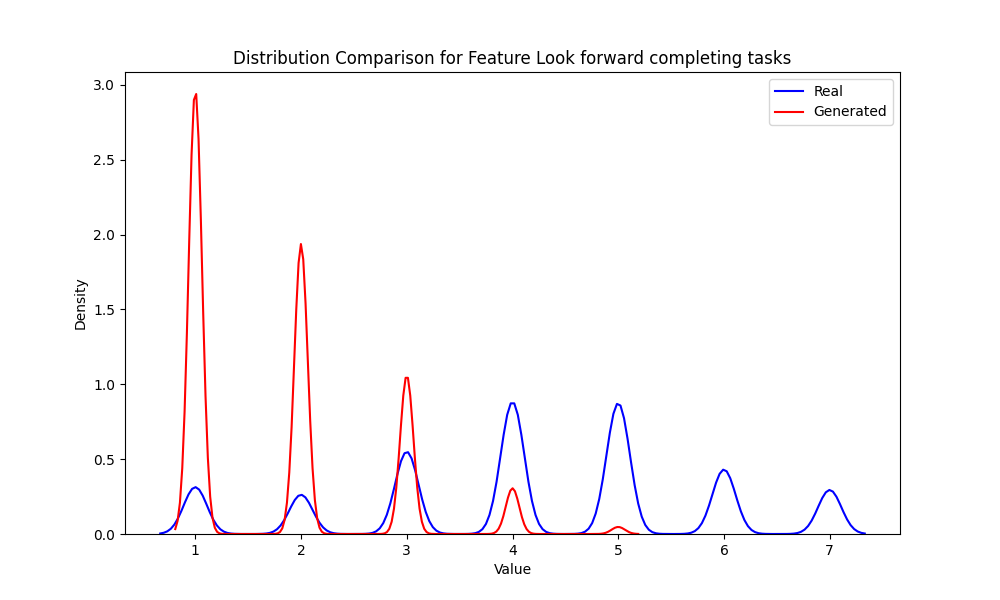 Distribution Comparison for Feature Look forward completing tasks
Real
Generated
3.0
2.5
2.0
1.5
1.0
0.5
0.0
Density
1 2 3 4 5 6 7
Value